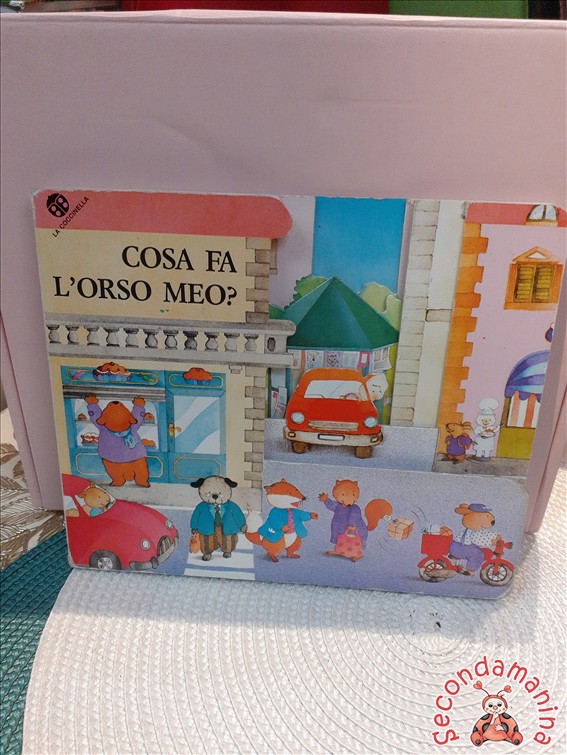 LA COCCINELLA
COSA FA
L'ORSO MEO?
Secondamanina